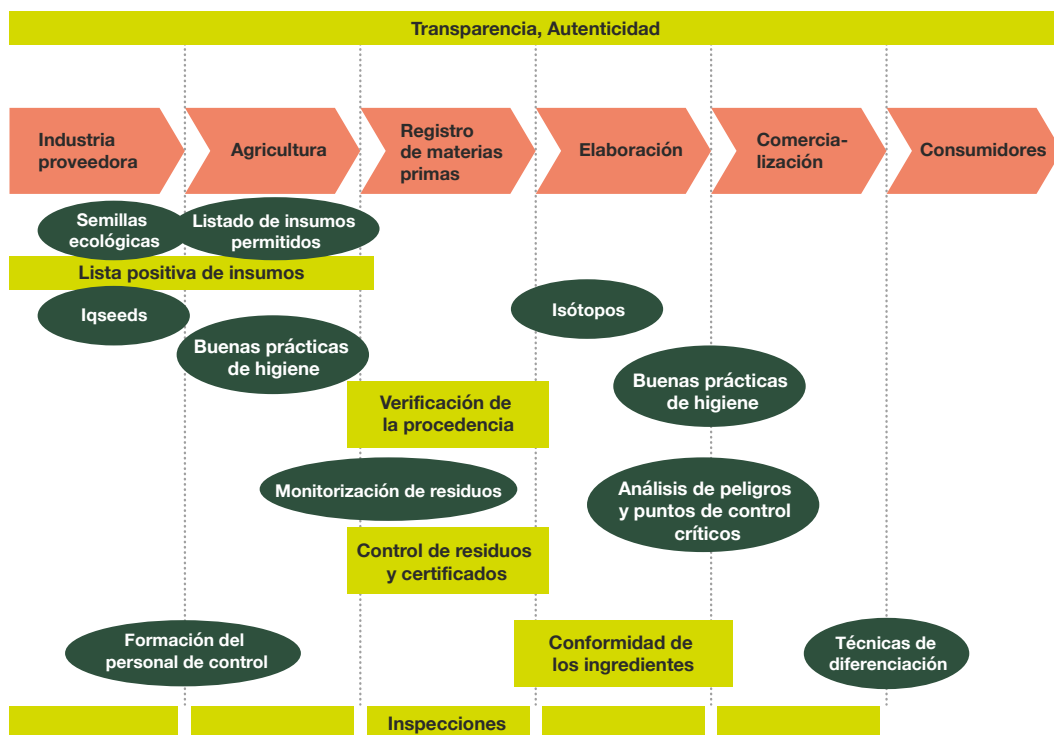 Transparencia, Autenticidad
Industria
proveedora
Agricultura
Registro
de materias
primas
Elaboración
Comercia-
lización
Consumidores
Semillas
ecológicas
Listado de insumos
permitidos
Lista positiva de insumos
Iqseeds
Isótopos
Buenas prácticas
de higiene
Buenas prácticas
de higiene
Verificación de
la procedencia
Monitorización de residuos
Análisis de peligros
y puntos de control
críticos
Control de residuos
y certificados
Formación del
personal de control
Conformidad de
los ingredientes
Técnicas de
diferenciación
Inspecciones